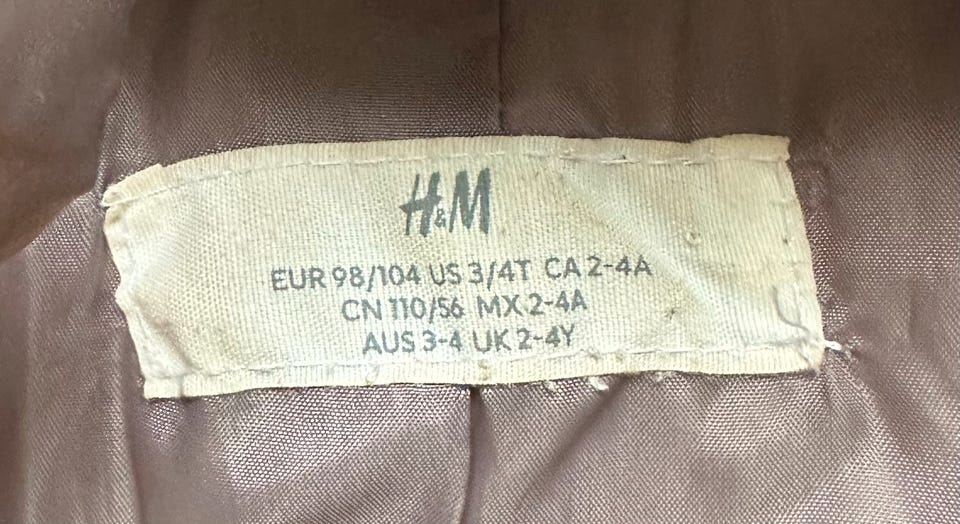 H&M
EUR 98/104 US 3/4T CA 2-4A
CN 110/56 MX 2-4A
AUS 3-4 UK 2-4Y